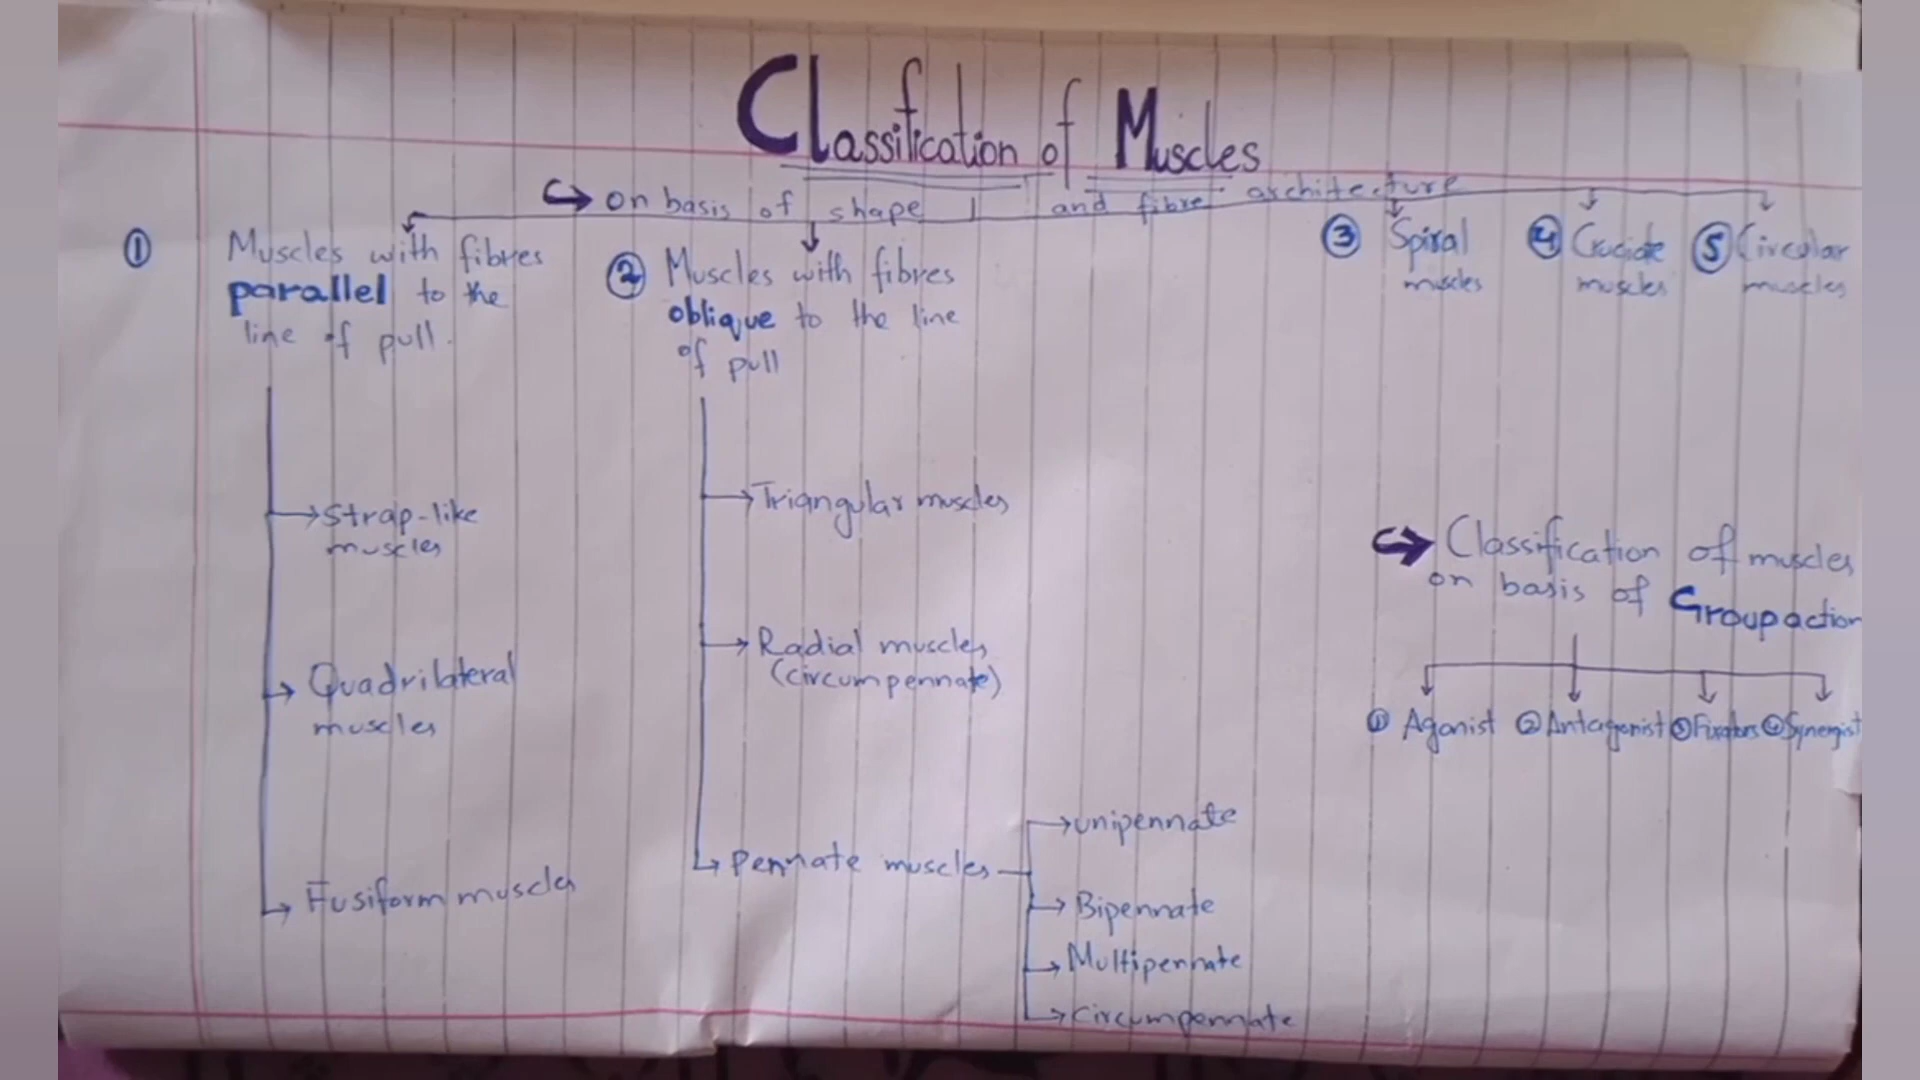 Classification of Muscles
↪ on basis of shape and fibre architecture
① Muscles with fibres
parallel to the
line of pull.
→ Strap-like
muscles
→ Quadrilateral
muscles
→ Fusiform muscles
② Muscles with fibres
oblique to the line
of pull
→ Triangular muscles
→ Radial muscles
(circumpennate)
→ Pennate muscles
→ unipennate
→ Bipennate
→ Multipennate
→ circumpennate
③ Spiral
muscles
④ Cruciate
muscles
⑤ Circular
muscles
↪ Classification of muscles
on basis of Group action
① Agonist ② Antagonist ③ Fixators ④ Synergist